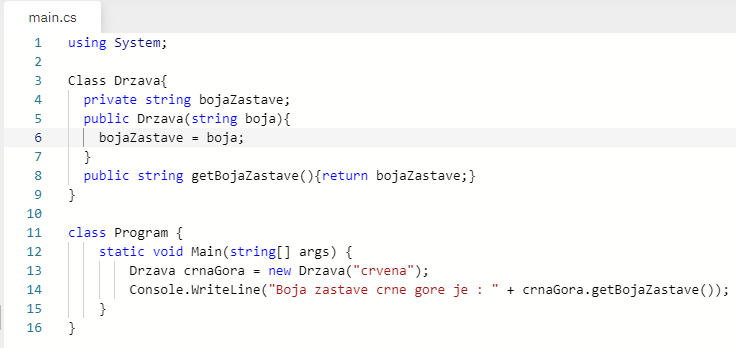 main.cs
1 using System;
2
3 Class Drzava{
4 private string bojaZastave;
5 public Drzava(string boja){
6 bojaZastave = boja;
7 }
8 public string getBojaZastave(){return bojaZastave;}
9 }
10
11 class Program {
12 static void Main(string[] args) {
13 Drzava crnaGora = new Drzava("crvena");
14 Console.WriteLine("Boja zastave crne gore je : " + crnaGora.getBojaZastave());
15 }
16 }